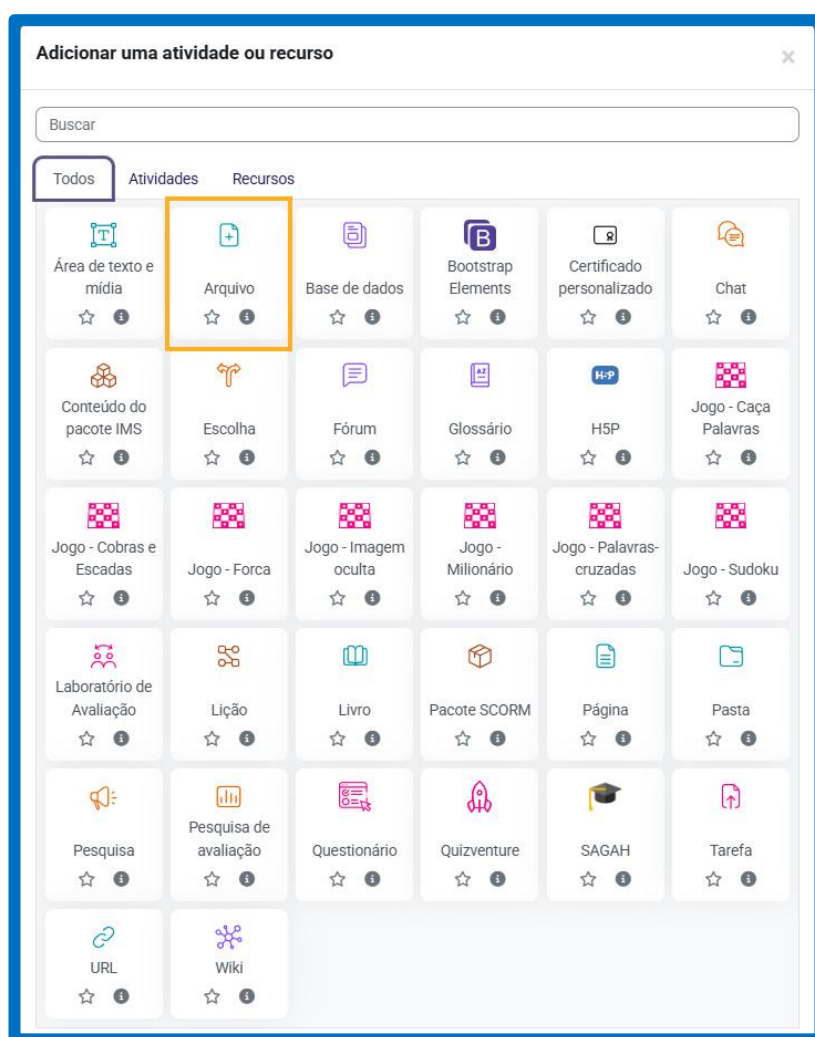 Adicionar uma atividade ou recurso
×
Buscar
Todos Atividades Recursos
T
B
Área de texto e
mídia
Arquivo
Base de dados
Bootstrap
Elements
Certificado
personalizado
Chat
AZ
H-P
Conteúdo do
pacote IMS
Escolha
Fórum
Glossário
H5P
Jogo - Caça
Palavras
Jogo - Cobras e
Escadas
Jogo - Forca
Jogo - Imagem
oculta
Jogo -
Milionário
Jogo - Palavras-
cruzadas
Jogo - Sudoku
Laboratório de
Avaliação
Lição
Livro
Pacote SCORM
Página
Pasta
Pesquisa
Pesquisa de
avaliação
Questionário
Quizventure
SAGAH
Tarefa
URL
Wiki